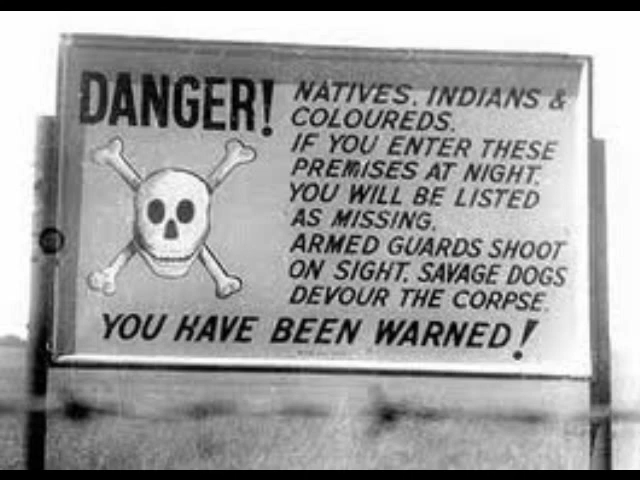 DANGER!
NATIVES. INDIANS &
COLOUREDS.
IF YOU ENTER THESE
PREMISES AT NIGHT.
YOU WILL BE LISTED
AS MISSING.
ARMED GUARDS SHOOT
ON SIGHT. SAVAGE DOGS
DEVOUR THE CORPSE.
YOU HAVE BEEN WARNED!